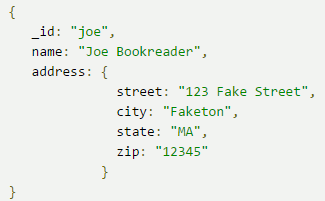 {
_id: "joe",
name: "Joe Bookreader",
address: {
street: "123 Fake Street",
city: "Faketon",
state: "MA",
zip: "12345"
}
}